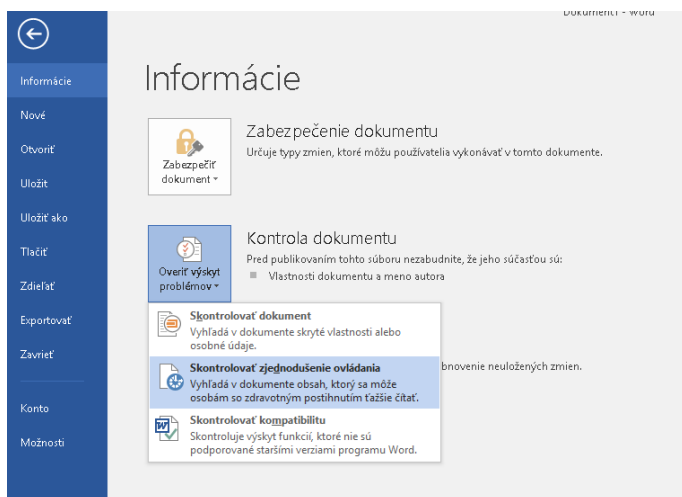 Dokument1 - Word
Informácie
Nové
Otvoriť
Uložiť
Uložiť ako
Tlačiť
Zdieľať
Exportovať
Zavrieť
Konto
Možnosti
Informácie
Zabezpečiť
dokument
Zabezpečenie dokumentu
Určuje typy zmien, ktoré môžu používatelia vykonávať v tomto dokumente.
Overiť výskyt
problémov
Kontrola dokumentu
Pred publikovaním tohto súboru nezabudnite, že jeho súčasťou sú:
Vlastnosti dokumentu a meno autora
Skontrolovať dokument
Vyhľadá v dokumente skryté vlastnosti alebo
osobné údaje.
Skontrolovať zjednodušenie ovládania
Vyhľadá v dokumente obsah, ktorý sa môže
osobám so zdravotným postihnutím ťažšie čítať.
bnovenie neuložených zmien.
Skontrolovať kompatibilitu
Skontroluje výskyt funkcií, ktoré nie sú
podporované staršími verziami programu Word.